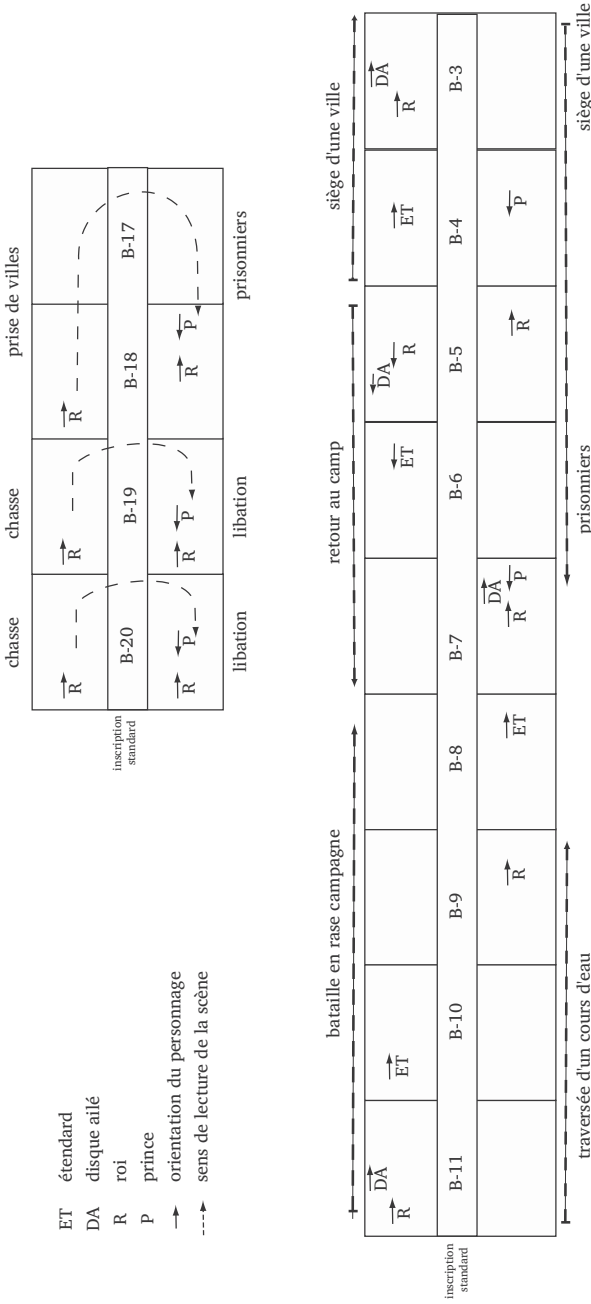 ET étendard
DA disque ailé
R roi
P prince
orientation du personnage
sens de lecture de la scène
chasse chasse prise de villes
R R R
inscription
standard
B-20 B-19 B-18 B-17
R P R P R P
libation libation prisonniers
bataille en rase campagne retour au camp siège d'une ville
DA DA DA
R ET ET R ET R
inscription
standard
B-11 B-10 B-9 B-8 B-7 B-6 B-5 B-4 B-3
DA
R ET R P R P
traversée d'un cours d'eau prisonniers siège d'une ville